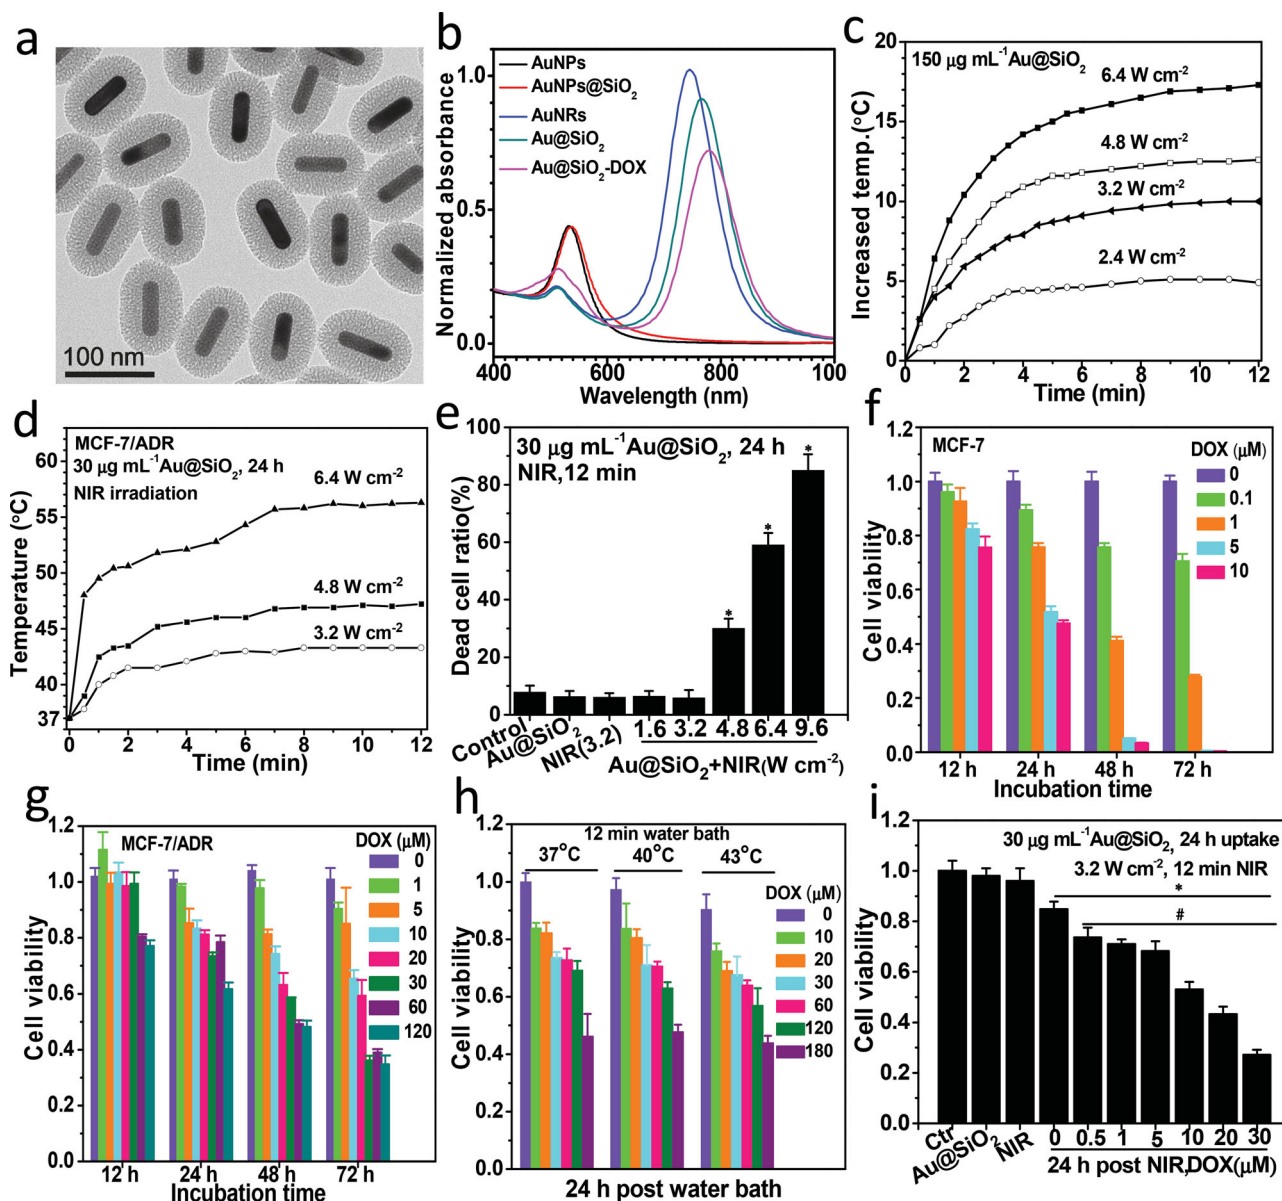 a
100 nm
b
Normalized absorbance
1.0
0.5
0.0
AuNPs
AuNPs@SiO2
AuNRs
Au@SiO2
Au@SiO2-DOX
400 600 800 100
Wavelength (nm)
c
150 μg mL-1Au@SiO2
6.4 W cm-2
4.8 W cm-2
3.2 W cm-2
2.4 W cm-2
Increased temp.(°C)
20
15
10
5
0
0 2 4 6 8 10 12
Time (min)
d
MCF-7/ADR
30 μg mL-1Au@SiO2, 24 h
NIR irradiation
6.4 W cm-2
4.8 W cm-2
3.2 W cm-2
Temperature (°C)
60
55
50
45
40
37
0 2 4 6 8 10 12
Time (min)
e
30 μg mL-1Au@SiO2, 24 h
NIR,12 min
Dead cell ratio(%)
100
80
60
40
20
0
* * *
Control
Au@SiO2
NIR(3.2)
1.6 3.2 4.8 6.4 9.6
Au@SiO2+NIR(W cm-2)
f
MCF-7
DOX (μM)
0
0.1
1
5
10
Cell viability
1.2
1.0
0.8
0.6
0.4
0.2
0.0
12 h 24 h 48 h 72 h
Incubation time
g
MCF-7/ADR
DOX (μM)
0
1
5
10
20
30
60
120
Cell viability
1.2
1.0
0.8
0.6
0.4
0.2
0.0
12 h 24 h 48 h 72 h
Incubation time
h
12 min water bath
37°C 40°C 43°C
DOX (μM)
0
10
20
30
60
120
180
Cell viability
1.2
1.0
0.8
0.6
0.4
0.2
0.0
24 h post water bath
i
30 μg mL-1Au@SiO2, 24 h uptake
3.2 W cm-2, 12 min NIR
*
#
Cell viability
1.2
1.0
0.8
0.6
0.4
0.2
0.0
Ctr
Au@SiO2
NIR
0 0.5 1 5 10 20 30
24 h post NIR,DOX(μM)